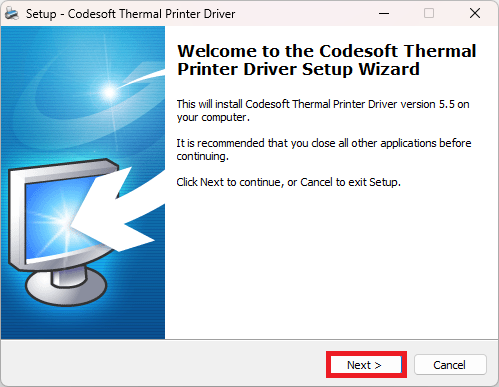 Setup - Codesoft Thermal Printer Driver
Welcome to the Codesoft Thermal
Printer Driver Setup Wizard
This will install Codesoft Thermal Printer Driver version 5.5 on
your computer.
It is recommended that you close all other applications before
continuing.
Click Next to continue, or Cancel to exit Setup.
Next >
Cancel